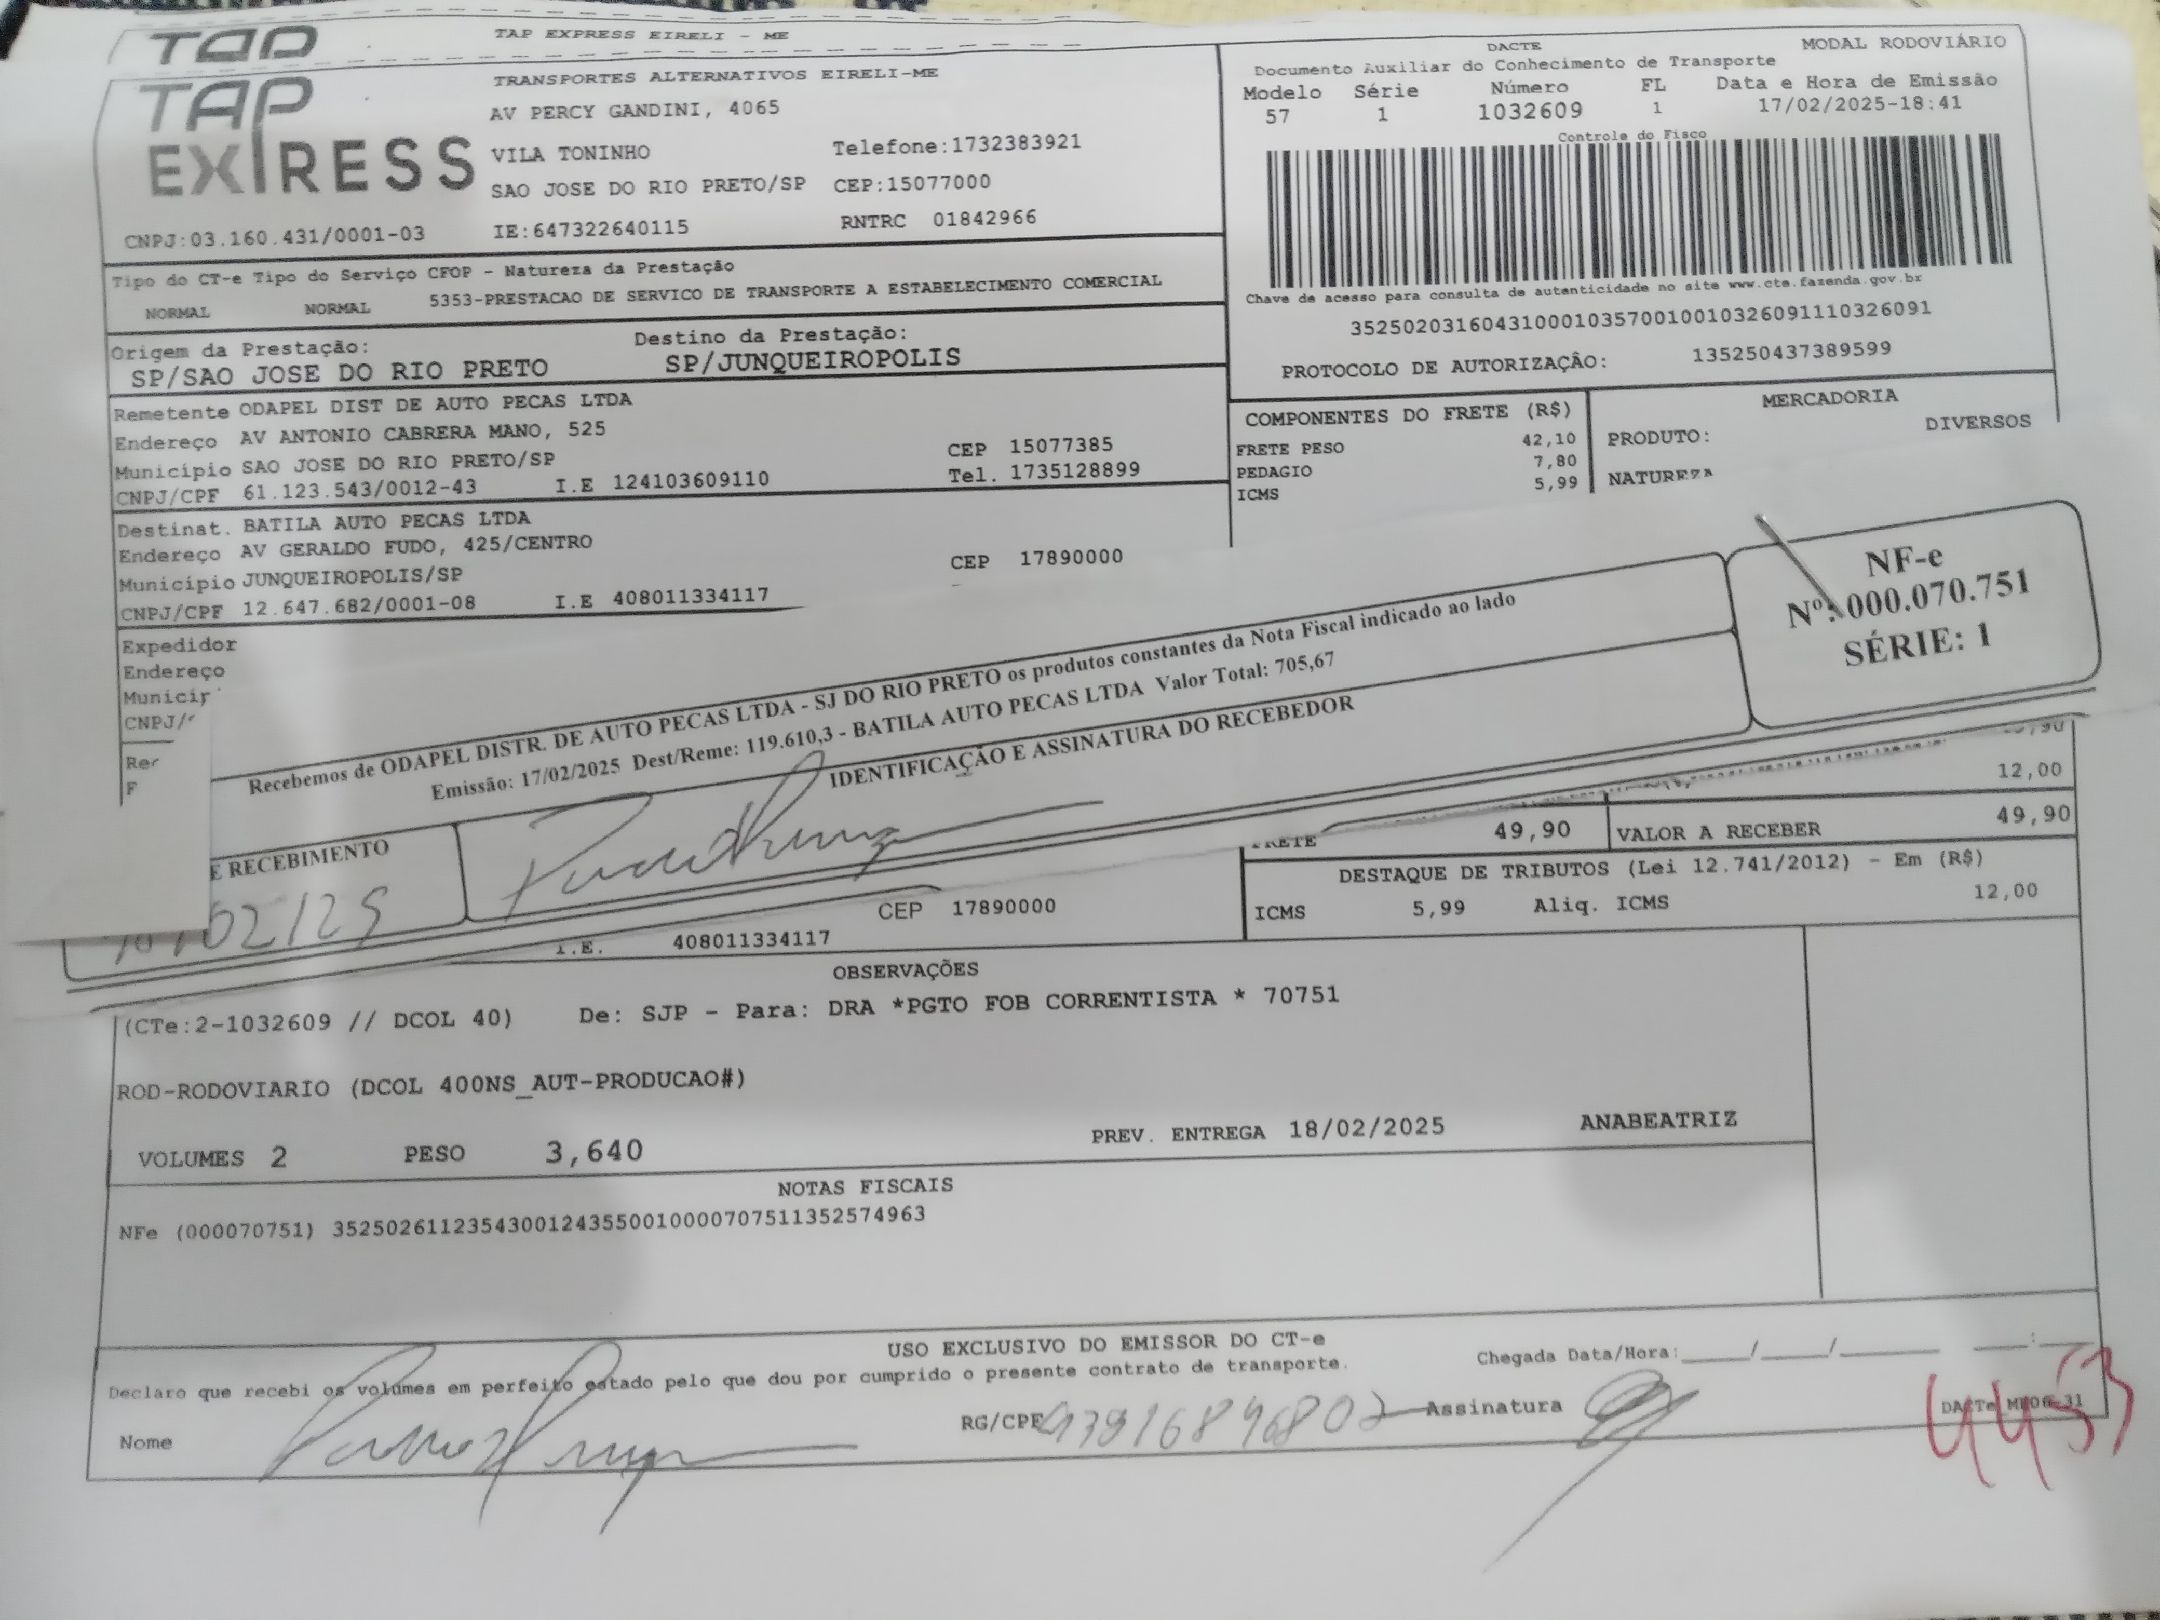 TAP
TAP EXPRESS EIRELI - ME
TAP
EXPRESS
TRANSPORTES ALTERNATIVOS EIRELI-ME
AV PERCY GANDINI, 4065
VILA TONINHO Telefone:1732383921
SAO JOSE DO RIO PRETO/SP CEP:15077000
CNPJ:03.160.431/0001-03 IE:647322640115 RNTRC 01842966
DACTE MODAL RODOVIÁRIO
Documento Auxiliar do Conhecimento de Transporte
Modelo Série Número FL Data e Hora de Emissão
57 1 1032609 1 17/02/2025-18:41
Controle do Fisco
Chave de acesso para consulta de autenticidade no site www.cte.fazenda.gov.br
35250203160431000103570010010326091110326091
PROTOCOLO DE AUTORIZAÇÃO: 135250437389599
Tipo do CT-e Tipo do Serviço CFOP - Natureza da Prestação
NORMAL NORMAL 5353-PRESTACAO DE SERVICO DE TRANSPORTE A ESTABELECIMENTO COMERCIAL
Origem da Prestação: Destino da Prestação:
SP/SAO JOSE DO RIO PRETO SP/JUNQUEIROPOLIS
Remetente ODAPEL DIST DE AUTO PECAS LTDA
Endereço AV ANTONIO CABRERA MANO, 525
Município SAO JOSE DO RIO PRETO/SP CEP 15077385
CNPJ/CPF 61.123.543/0012-43 I.E 124103609110 Tel. 1735128899
Destinat. BATILA AUTO PECAS LTDA
Endereço AV GERALDO FUDO, 425/CENTRO
Município JUNQUEIROPOLIS/SP CEP 17890000
CNPJ/CPF 12.647.682/0001-08 I.E 408011334117
Expedidor
Endereço
COMPONENTES DO FRETE (R$)
FRETE PESO 42,10
PEDAGIO 7,80
ICMS 5,99
MERCADORIA
PRODUTO: DIVERSOS
NATUREZA
Recebemos de ODAPEL DISTR. DE AUTO PECAS LTDA - SJ DO RIO PRETO os produtos constantes da Nota Fiscal indicado ao lado
Emissão: 17/02/2025 Dest/Reme: 119.610,3 - BATILA AUTO PECAS LTDA Valor Total: 705,67
NF-e
Nº: 000.070.751
SÉRIE: 1
E RECEBIMENTO IDENTIFICAÇÃO E ASSINATURA DO RECEBEDOR
02/25
12,00
FRETE 49,90 VALOR A RECEBER 49,90
DESTAQUE DE TRIBUTOS (Lei 12.741/2012) - Em (R$)
ICMS 5,99 Aliq. ICMS 12,00
CEP 17890000
I.E. 408011334117
OBSERVAÇÕES
(CTe:2-1032609 // DCOL 40) De: SJP - Para: DRA *PGTO FOB CORRENTISTA * 70751
ROD-RODOVIARIO (DCOL 400NS_AUT-PRODUCAO#)
VOLUMES 2 PESO 3,640 PREV. ENTREGA 18/02/2025 ANABEATRIZ
NOTAS FISCAIS
NFe (000070751) 35250261123543001243550010000707511352574963
USO EXCLUSIVO DO EMISSOR DO CT-e
Declaro que recebi os volumes em perfeito estado pelo que dou por cumprido o presente contrato de transporte.
Chegada Data/Hora:____/____/______ ___:___
Nome RG/CPF 47916846802 Assinatura
4453